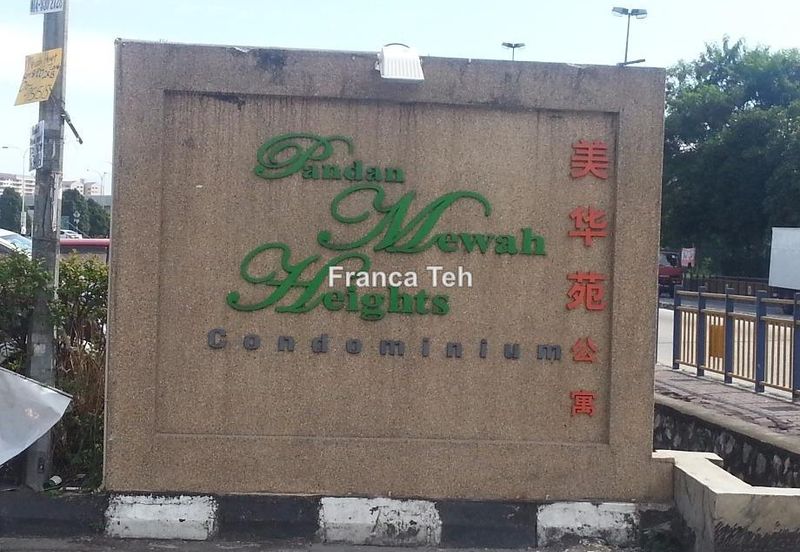 Pandan
Mewah
Heights
Condominium
美华苑公寓
Franca Teh